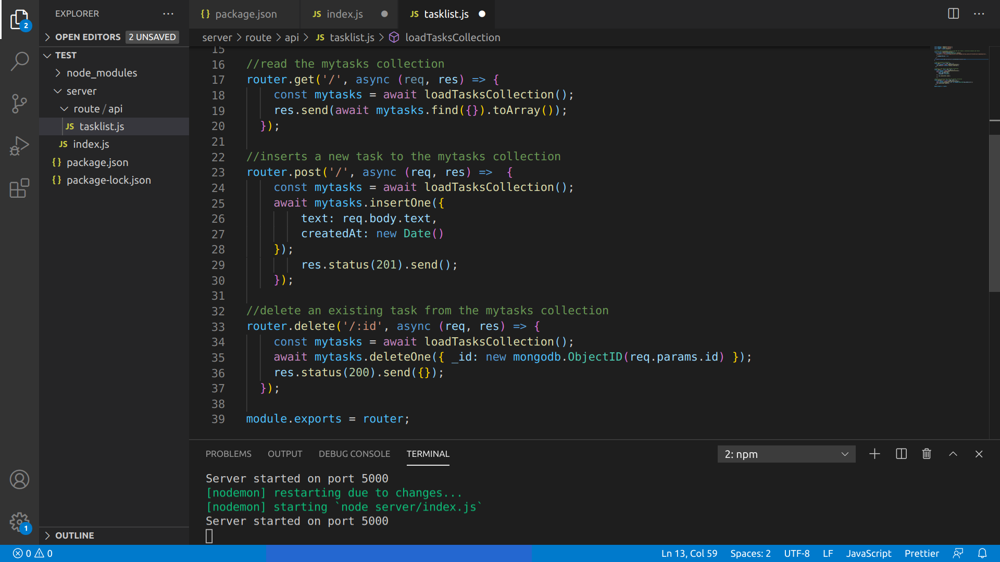 EXPLORER
2
OPEN EDITORS 2 UNSAVED
TEST
node_modules
server
route / api
JS tasklist.js
JS index.js
{} package.json
{} package-lock.json
OUTLINE
1
{} package.json
JS index.js
JS tasklist.js
server > route > api > JS tasklist.js > loadTasksCollection
15
16 //read the mytasks collection
17 router.get('/', async (req, res) => {
18 const mytasks = await loadTasksCollection();
19 res.send(await mytasks.find({}).toArray());
20 });
21
22 //inserts a new task to the mytasks collection
23 router.post('/', async (req, res) =>  {
24 const mytasks = await loadTasksCollection();
25 await mytasks.insertOne({
26 text: req.body.text,
27 createdAt: new Date()
28 });
29 res.status(201).send();
30 });
31
32 //delete an existing task from the mytasks collection
33 router.delete('/:id', async (req, res) => {
34 const mytasks = await loadTasksCollection();
35 await mytasks.deleteOne({ _id: new mongodb.ObjectID(req.params.id) });
36 res.status(200).send({});
37 });
38
39 module.exports = router;
PROBLEMS OUTPUT DEBUG CONSOLE TERMINAL 2: npm
Server started on port 5000
[nodemon] restarting due to changes...
[nodemon] starting `node server/index.js`
Server started on port 5000
0 0 Ln 13, Col 59 Spaces: 2 UTF-8 LF JavaScript Prettier